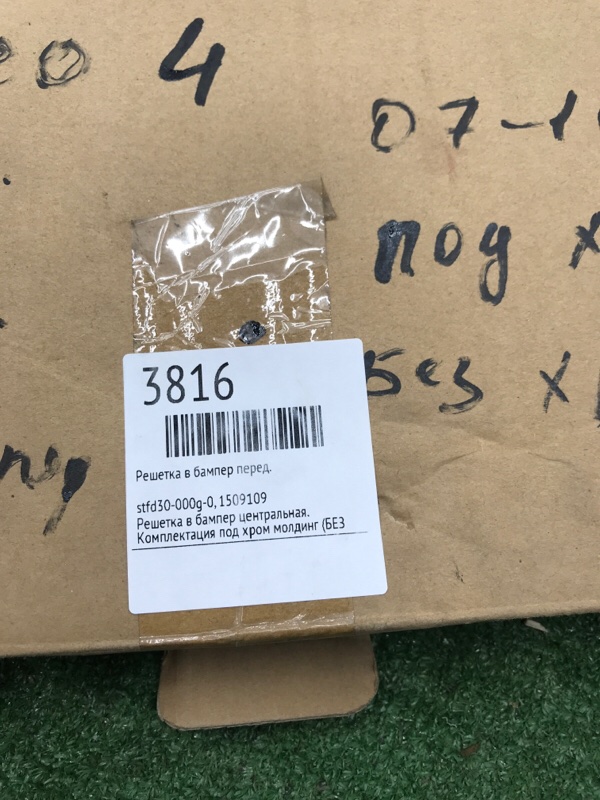 4
07-1
под х
без х
3816
Решетка в бампер перед.
stfd30-000g-0,1509109
Решетка в бампер центральная.
Комплектация под хром молдинг (БЕЗ